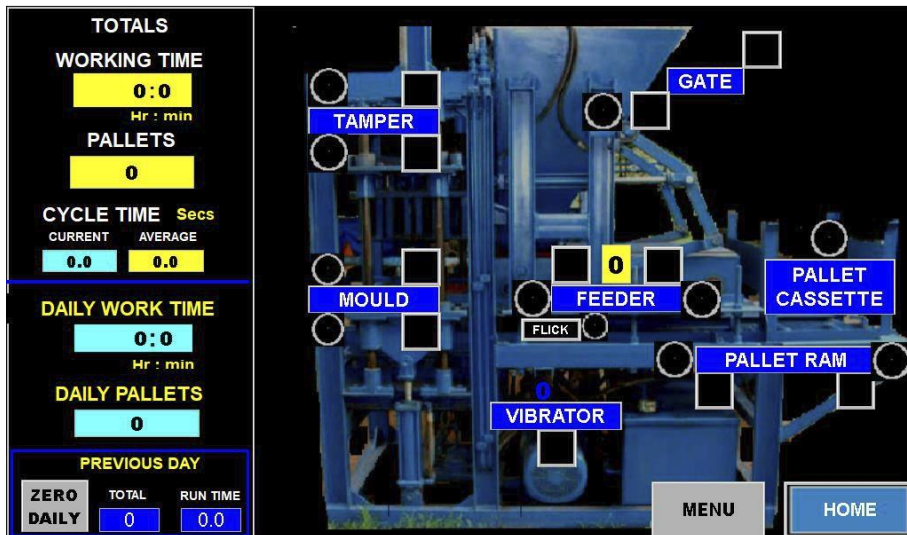 TOTALS
WORKING TIME
0:0
Hr : min
PALLETS
0
CYCLE TIME Secs
CURRENT AVERAGE
0.0 0.0
DAILY WORK TIME
0:0
Hr : min
DAILY PALLETS
0
PREVIOUS DAY
ZERO
DAILY
TOTAL RUN TIME
0 0.0
GATE
TAMPER
MOULD
0
FEEDER
FLICK
PALLET
CASSETTE
PALLET RAM
0
VIBRATOR
MENU
HOME